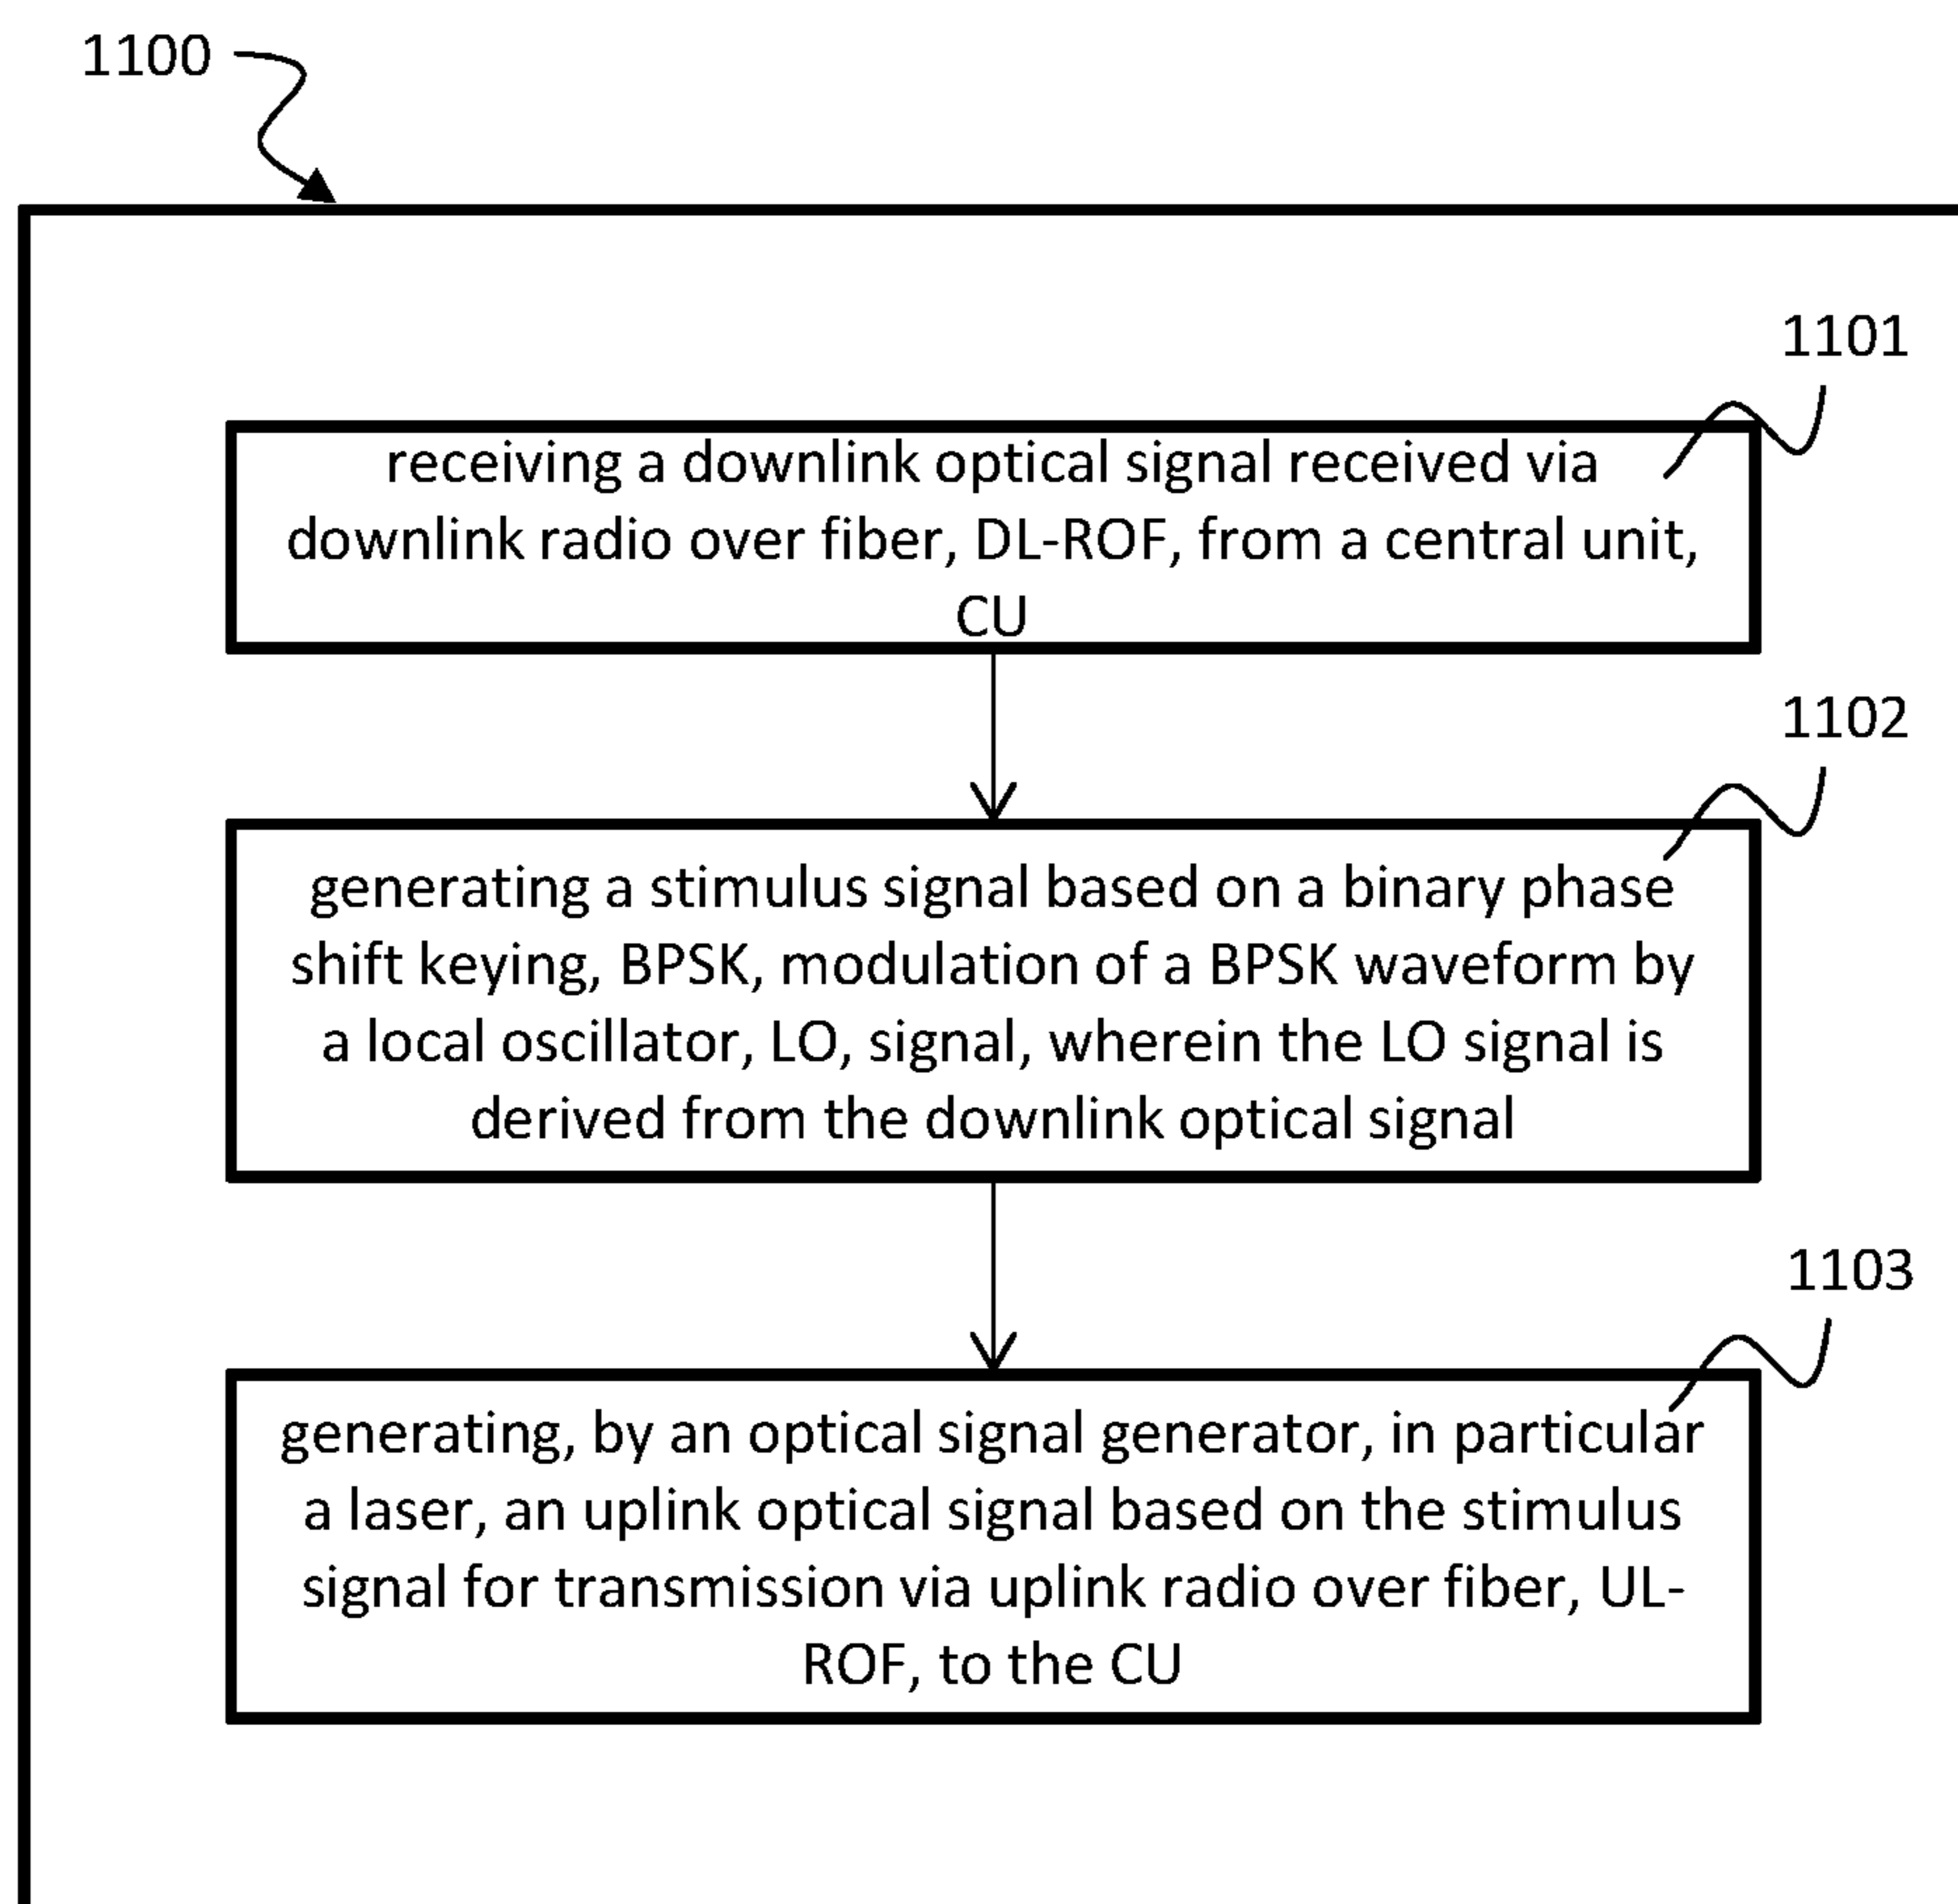 1100
1101
receiving a downlink optical signal received via
downlink radio over fiber, DL-ROF, from a central unit,
CU
1102
generating a stimulus signal based on a binary phase
shift keying, BPSK, modulation of a BPSK waveform by
a local oscillator, LO, signal, wherein the LO signal is
derived from the downlink optical signal
1103
generating, by an optical signal generator, in particular
a laser, an uplink optical signal based on the stimulus
signal for transmission via uplink radio over fiber, UL-
ROF, to the CU